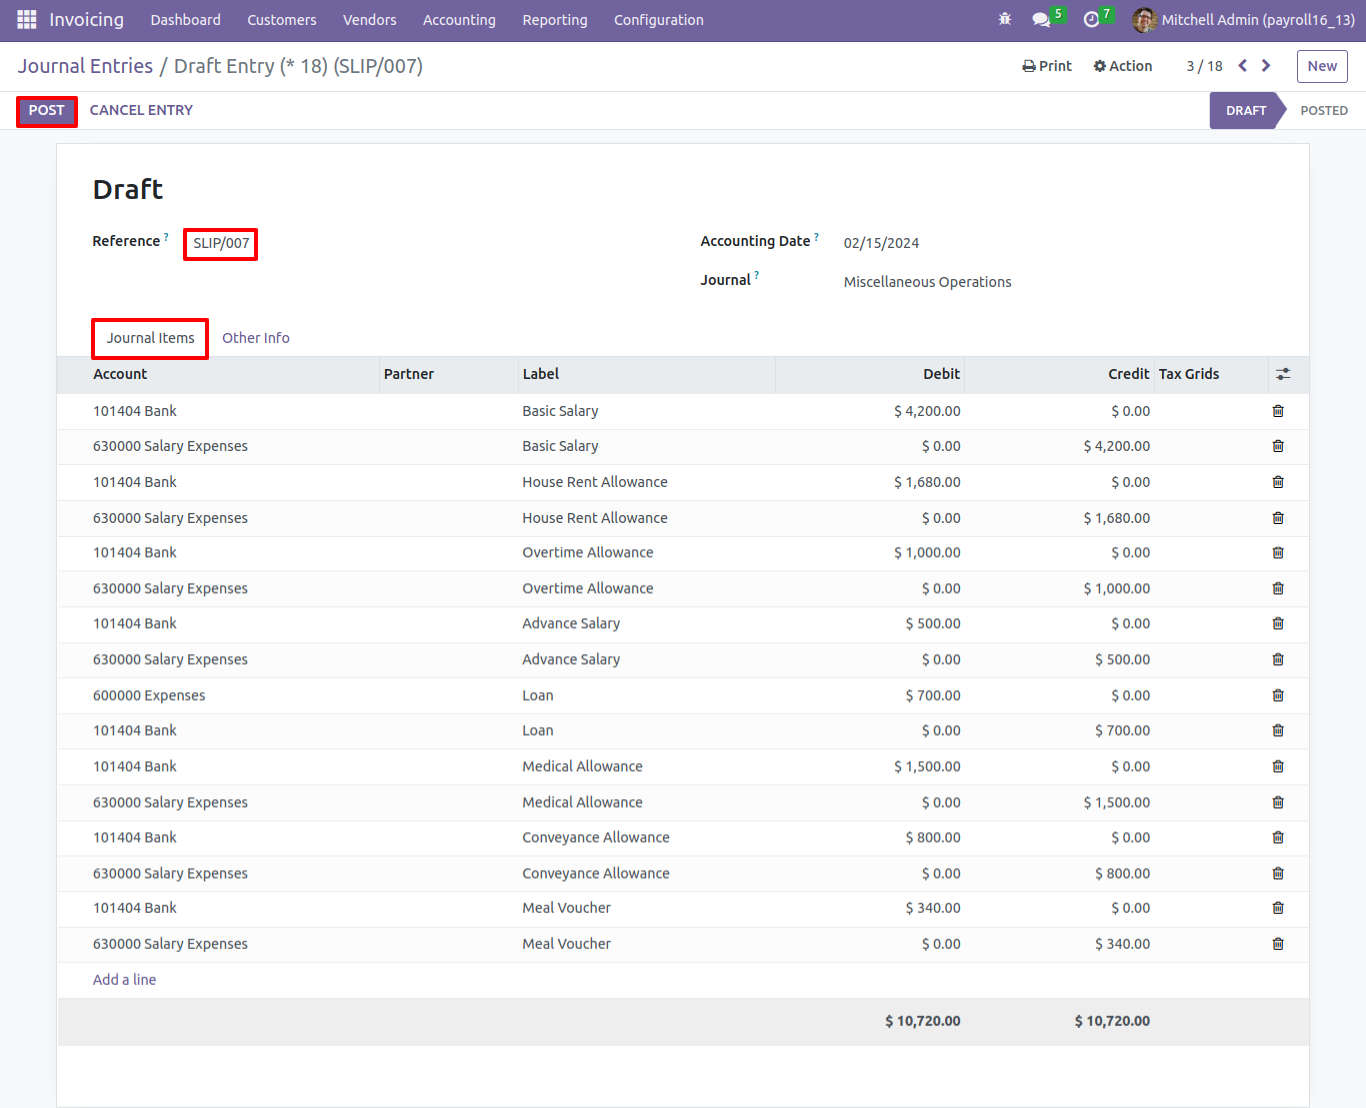 Invoicing Dashboard Customers Vendors Accounting Reporting Configuration 5 7 Mitchell Admin (payroll16_13)
Journal Entries / Draft Entry (* 18) (SLIP/007) Print Action 3 / 18 New
POST CANCEL ENTRY DRAFT POSTED
Draft
Reference ? SLIP/007 Accounting Date ? 02/15/2024
Journal ? Miscellaneous Operations
Journal Items Other Info
Account Partner Label Debit Credit Tax Grids
101404 Bank Basic Salary $ 4,200.00 $ 0.00
630000 Salary Expenses Basic Salary $ 0.00 $ 4,200.00
101404 Bank House Rent Allowance $ 1,680.00 $ 0.00
630000 Salary Expenses House Rent Allowance $ 0.00 $ 1,680.00
101404 Bank Overtime Allowance $ 1,000.00 $ 0.00
630000 Salary Expenses Overtime Allowance $ 0.00 $ 1,000.00
101404 Bank Advance Salary $ 500.00 $ 0.00
630000 Salary Expenses Advance Salary $ 0.00 $ 500.00
600000 Expenses Loan $ 700.00 $ 0.00
101404 Bank Loan $ 0.00 $ 700.00
101404 Bank Medical Allowance $ 1,500.00 $ 0.00
630000 Salary Expenses Medical Allowance $ 0.00 $ 1,500.00
101404 Bank Conveyance Allowance $ 800.00 $ 0.00
630000 Salary Expenses Conveyance Allowance $ 0.00 $ 800.00
101404 Bank Meal Voucher $ 340.00 $ 0.00
630000 Salary Expenses Meal Voucher $ 0.00 $ 340.00
Add a line
$ 10,720.00 $ 10,720.00